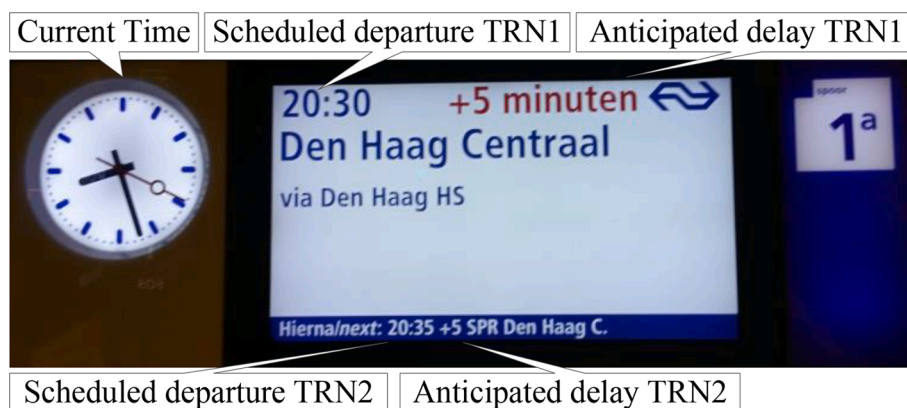 Current Time
Scheduled departure TRN1
Anticipated delay TRN1
20:30 +5 minuten
Den Haag Centraal
via Den Haag HS
Hierna/next: 20:35 +5 SPR Den Haag C.
spoor
1a
Scheduled departure TRN2
Anticipated delay TRN2